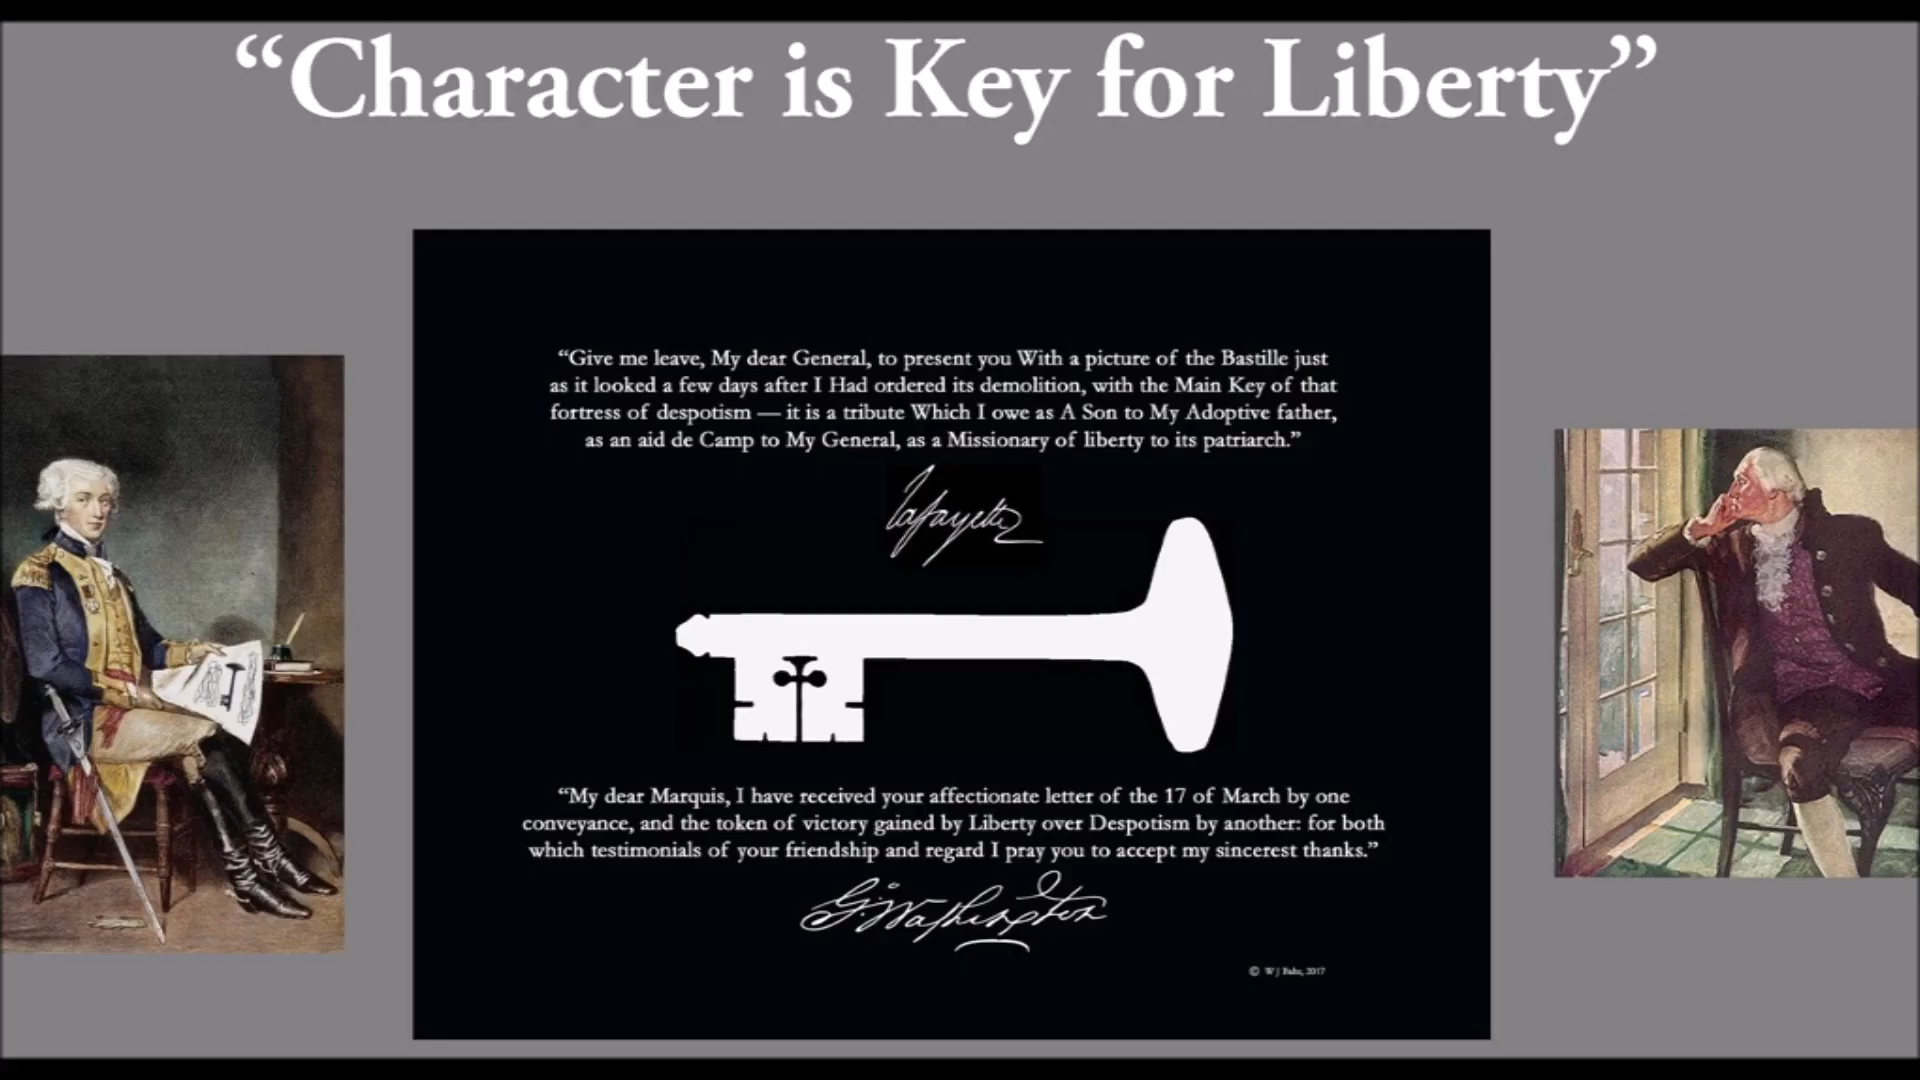 “Character is Key for Liberty”
“Give me leave, My dear General, to present you With a picture of the Bastille just
as it looked a few days after I Had ordered its demolition, with the Main Key of that
fortress of despotism — it is a tribute Which I owe as A Son to My Adoptive father,
as an aid de Camp to My General, as a Missionary of liberty to its patriarch.”
Lafayette
“My dear Marquis, I have received your affectionate letter of the 17 of March by one
conveyance, and the token of victory gained by Liberty over Despotism by another: for both
which testimonials of your friendship and regard I pray you to accept my sincerest thanks.”
G:Washington
© W J Bahr, 2017